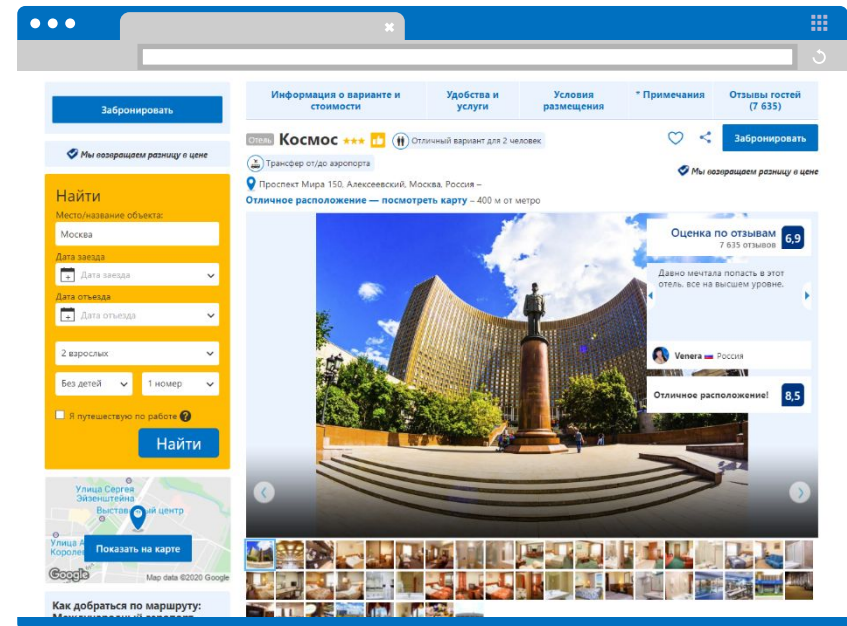 Забронировать
Мы возвращаем разницу в цене
Найти
Место/название объекта:
Москва
Дата заезда
Дата заезда
Дата отъезда
Дата отъезда
2 взрослых
Без детей
1 номер
Я путешествую по работе
Найти
Улица Сергея
Эйзенштейна
Показать на карте
Google
Map data ©2020 Google
Как добраться по маршруту:
Информация о варианте и
стоимости
Удобства и
услуги
Условия
размещения
* Примечания
Отзывы гостей
(7 635)
Отель Космос
Отличный вариант для 2 человек
Забронировать
Трансфер от/до аэропорта
Мы возвращаем разницу в цене
Проспект Мира 150, Алексеевский, Москва, Россия –
Отличное расположение — посмотреть карту – 400 м от метро
Оценка по отзывам 6,9
7 635 отзывов
Давно мечтала попасть в этот
отель. все на высшем уровне.
Venera Россия
Отличное расположение! 8,5